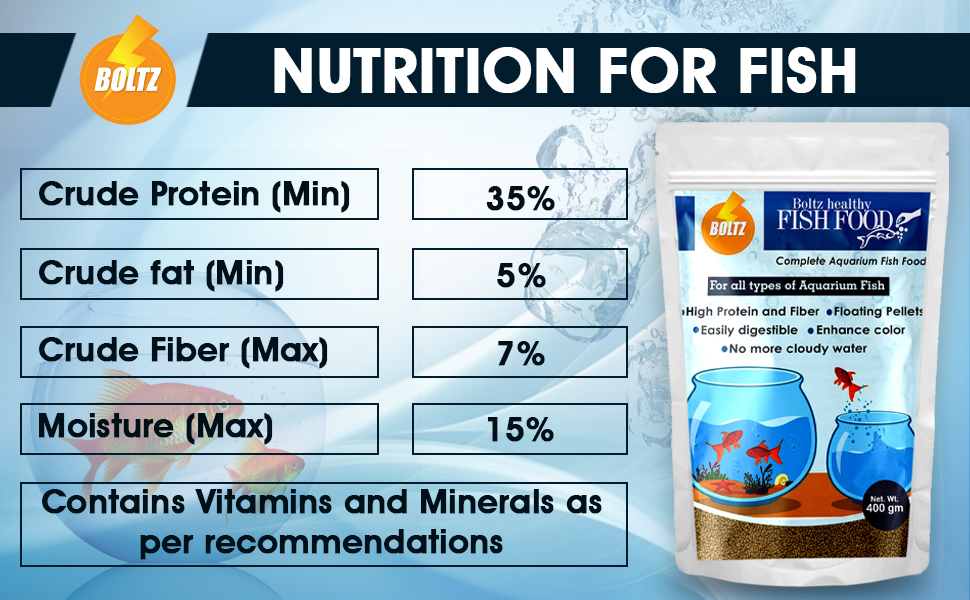 BOLTZ
NUTRITION FOR FISH
Crude Protein (Min)
35%
Crude fat (Min)
5%
Crude Fiber (Max)
7%
Moisture (Max)
15%
Contains Vitamins and Minerals as
per recommendations
BOLTZ
Boltz healthy
FISH FOOD
Complete Aquarium Fish Food
For all types of Aquarium Fish
•High Protein and Fiber •Floating Pellets
•Easily digestible •Enhance color
•No more cloudy water
Net. Wt.
400 gm